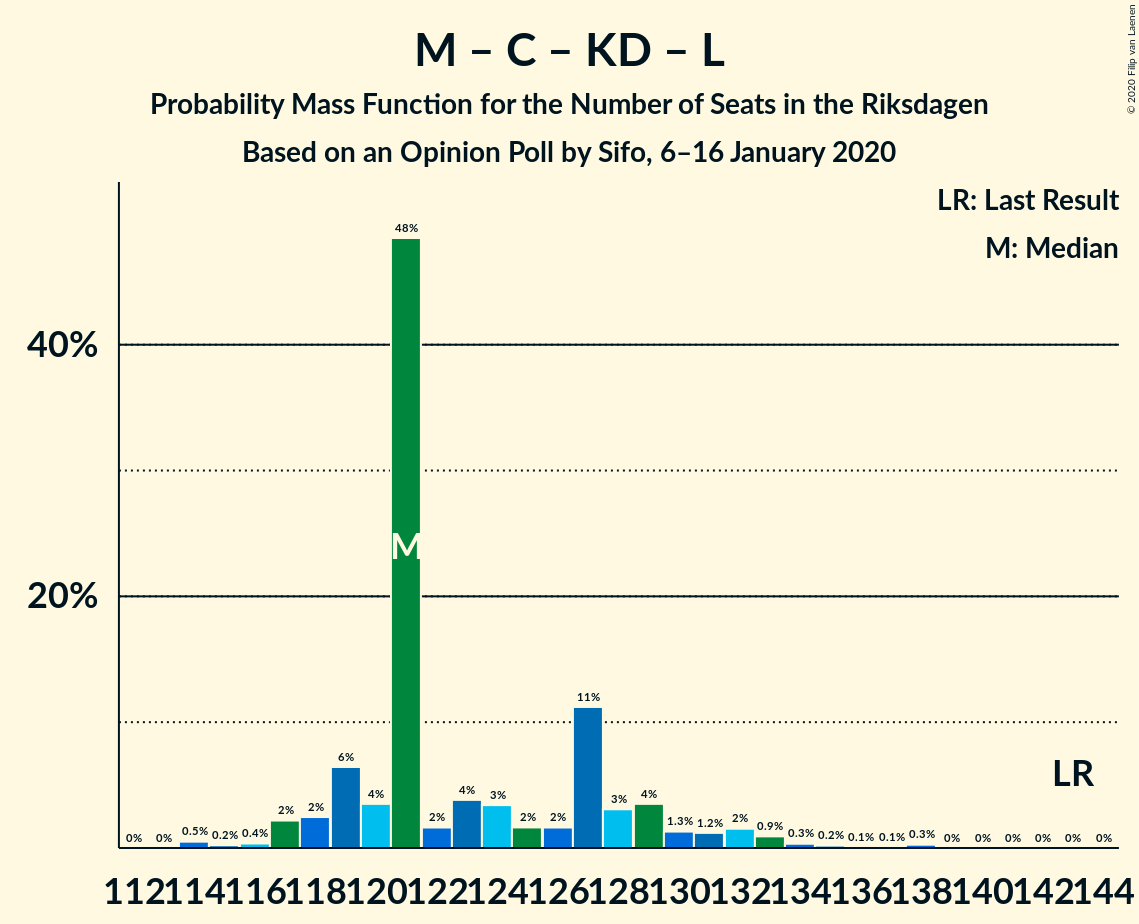 M – C – KD – L
Probability Mass Function for the Number of Seats in the Riksdagen
Based on an Opinion Poll by Sifo, 6–16 January 2020
© 2020 Filip van Laenen
LR: Last Result
M: Median
40%
20%
0% 0% 0.5% 0.2% 0.4% 2% 2% 6% 4% 48% 2% 4% 3% 2% 2% 11% 3% 4% 1.3% 1.2% 2% 0.9% 0.3% 0.2% 0.1% 0.1% 0.3% 0% 0% 0% 0% 0% 0%
M
LR
112 114 116 118 120 122 124 126 128 130 132 134 136 138 140 142 144